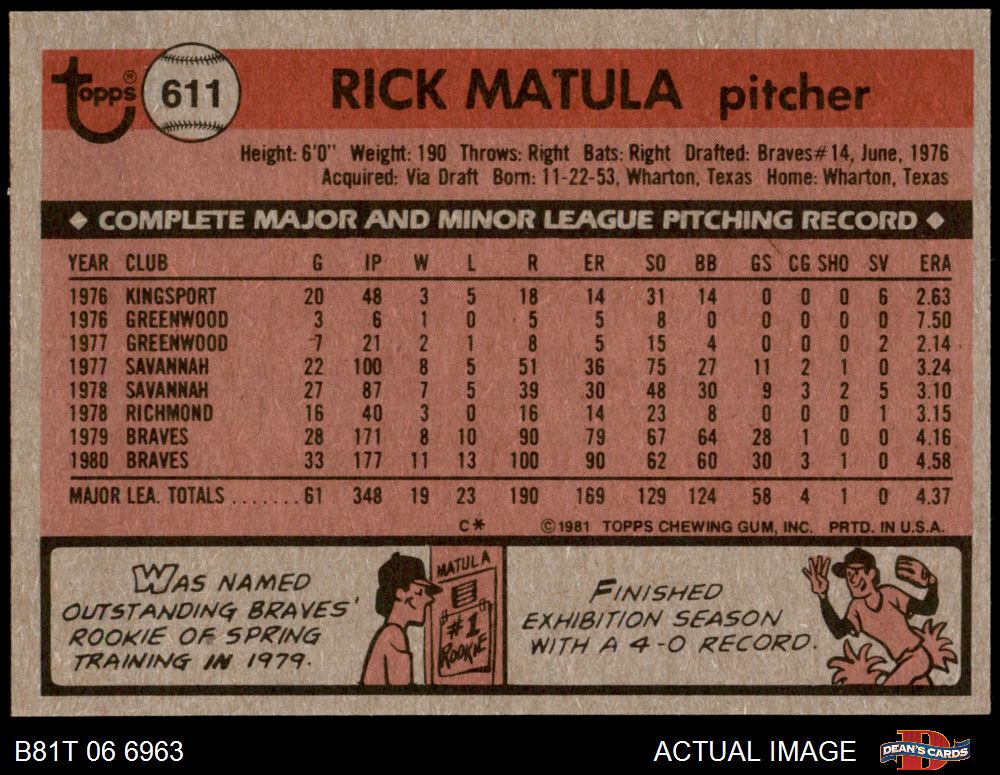 Topps® 611 RICK MATULA pitcher
Height: 6'0" Weight: 190 Throws: Right Bats: Right Drafted: Braves#14, June, 1976
Acquired: Via Draft Born: 11-22-53, Wharton, Texas Home: Wharton, Texas
COMPLETE MAJOR AND MINOR LEAGUE PITCHING RECORD
YEAR CLUB G IP W L R ER SO BB GS CG SHO SV ERA
1976 KINGSPORT 20 48 3 5 18 14 31 14 0 0 0 6 2.63
1976 GREENWOOD 3 6 1 0 5 5 8 0 0 0 0 0 7.50
1977 GREENWOOD 7 21 2 1 8 5 15 4 0 0 0 2 2.14
1977 SAVANNAH 22 100 8 5 51 36 75 27 11 2 1 0 3.24
1978 SAVANNAH 27 87 7 5 39 30 48 30 9 3 2 5 3.10
1978 RICHMOND 16 40 3 0 16 14 23 8 0 0 0 1 3.15
1979 BRAVES 28 171 8 10 90 79 67 64 28 1 0 0 4.16
1980 BRAVES 33 177 11 13 100 90 62 60 30 3 1 0 4.58
MAJOR LEA. TOTALS .......61 348 19 23 190 169 129 124 58 4 1 0 4.37
C* ©1981 TOPPS CHEWING GUM, INC. PRTD. IN U.S.A.
WAS NAMED
OUTSTANDING BRAVES'
ROOKIE OF SPRING
TRAINING IN 1979.
MATULA
#1
ROOKIE
FINISHED
EXHIBITION SEASON
WITH A 4-0 RECORD.
B81T 06 6963 ACTUAL IMAGE DEAN'S CARDS